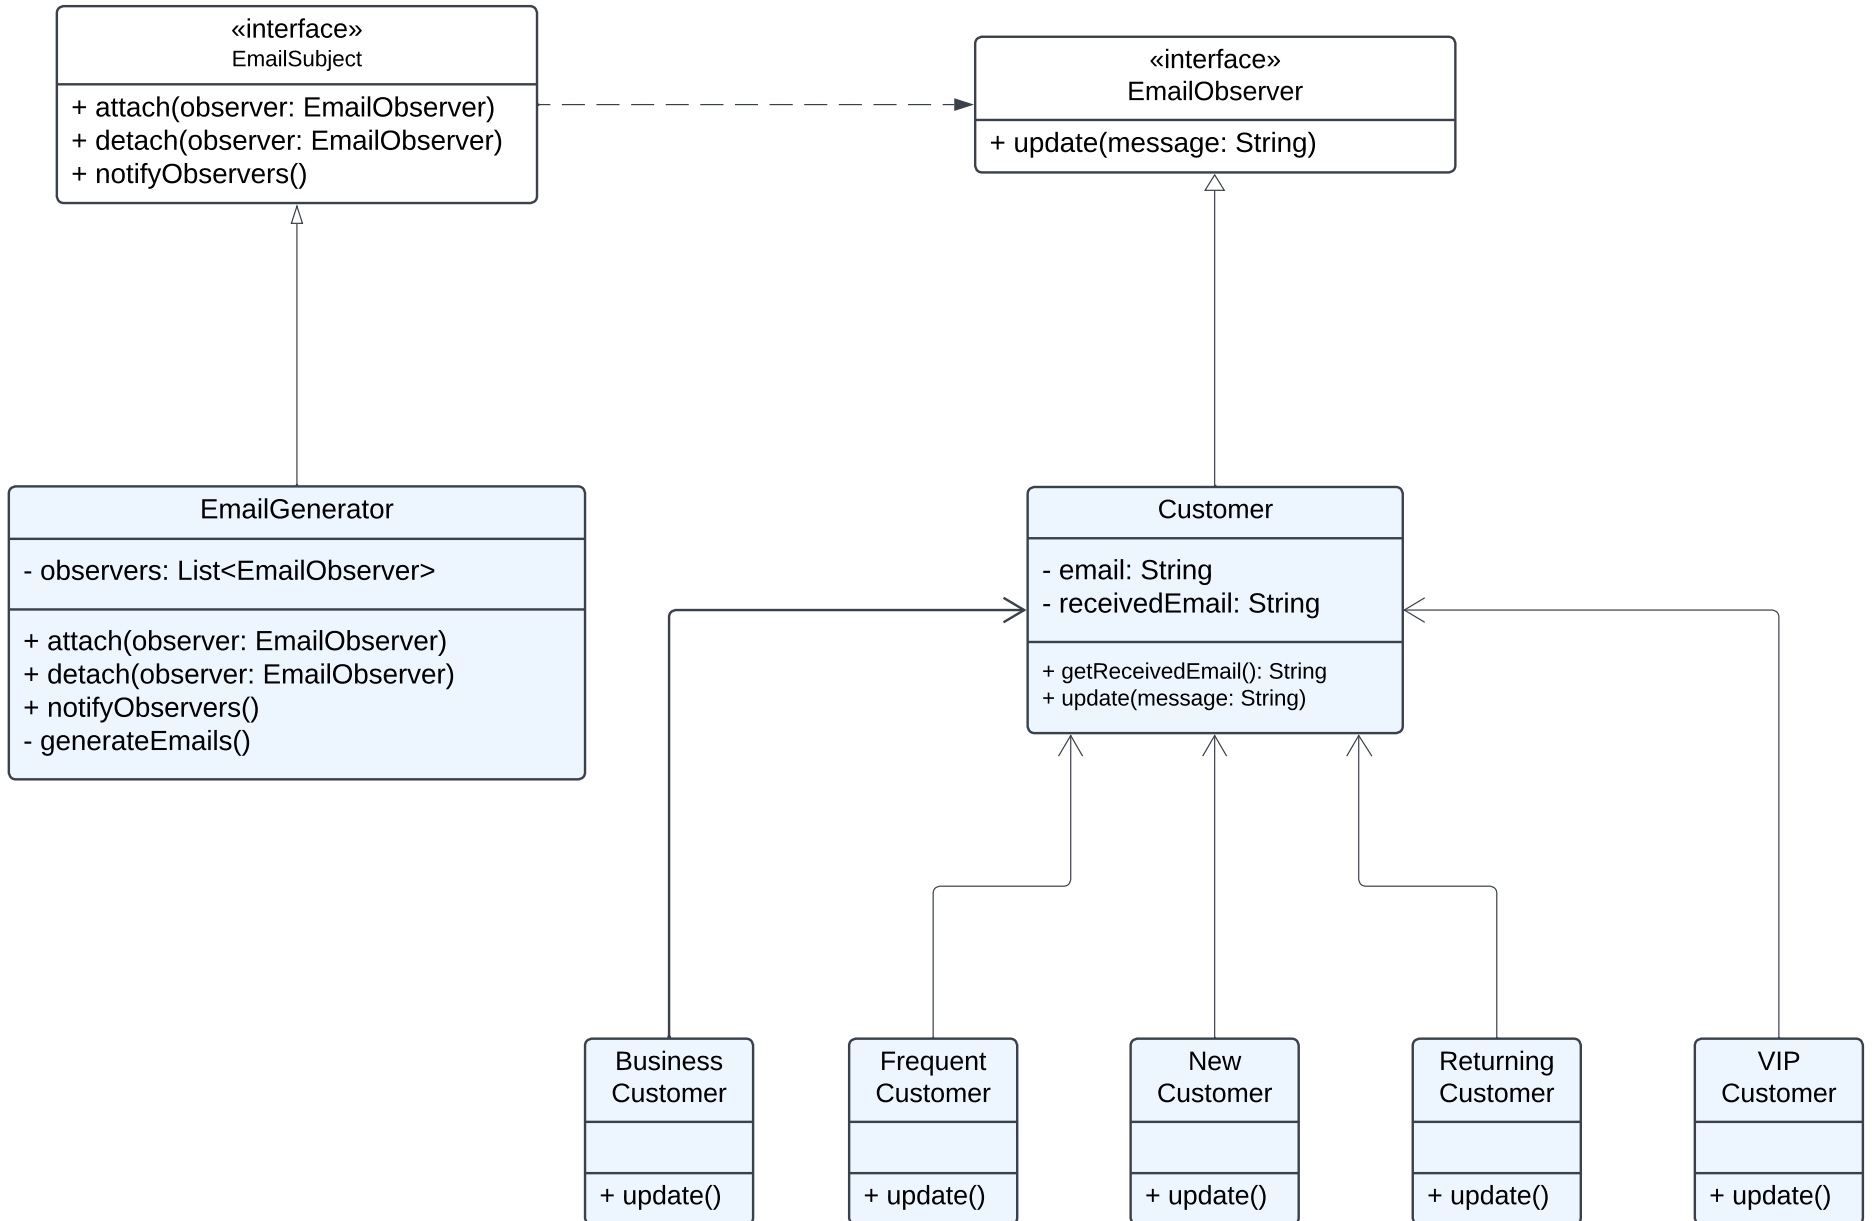 «interface»
EmailSubject
+ attach(observer: EmailObserver)
+ detach(observer: EmailObserver)
+ notifyObservers()
«interface»
EmailObserver
+ update(message: String)
EmailGenerator
- observers: List<EmailObserver>
+ attach(observer: EmailObserver)
+ detach(observer: EmailObserver)
+ notifyObservers()
- generateEmails()
Customer
- email: String
- receivedEmail: String
+ getReceivedEmail(): String
+ update(message: String)
Business
Customer
+ update()
Frequent
Customer
+ update()
New
Customer
+ update()
Returning
Customer
+ update()
VIP
Customer
+ update()